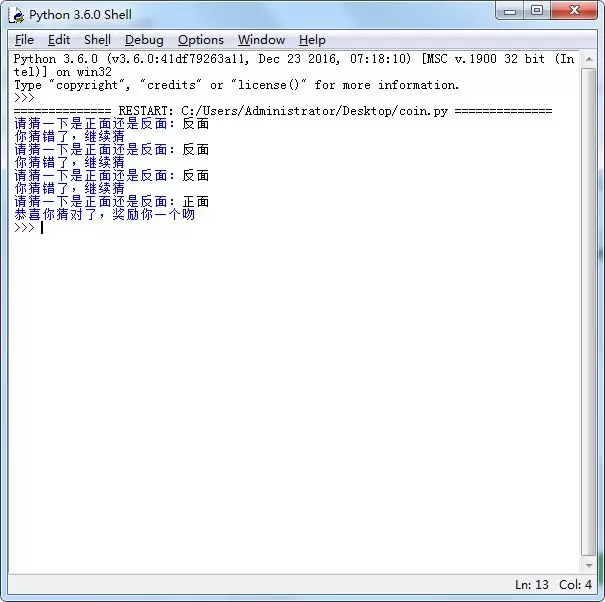 Python 3.6.0 Shell
File Edit Shell Debug Options Window Help
Python 3.6.0 (v3.6.0:41df79263a11, Dec 23 2016, 07:18:10) [MSC v.1900 32 bit (In
tel)] on win32
Type "copyright", "credits" or "license()" for more information.
>>>
============== RESTART: C:/Users/Administrator/Desktop/coin.py ==============
请猜一下是正面还是反面：反面
你猜错了，继续猜
请猜一下是正面还是反面：反面
你猜错了，继续猜
请猜一下是正面还是反面：反面
你猜错了，继续猜
请猜一下是正面还是反面：正面
恭喜你猜对了，奖励你一个吻
>>>
Ln: 13 Col: 4